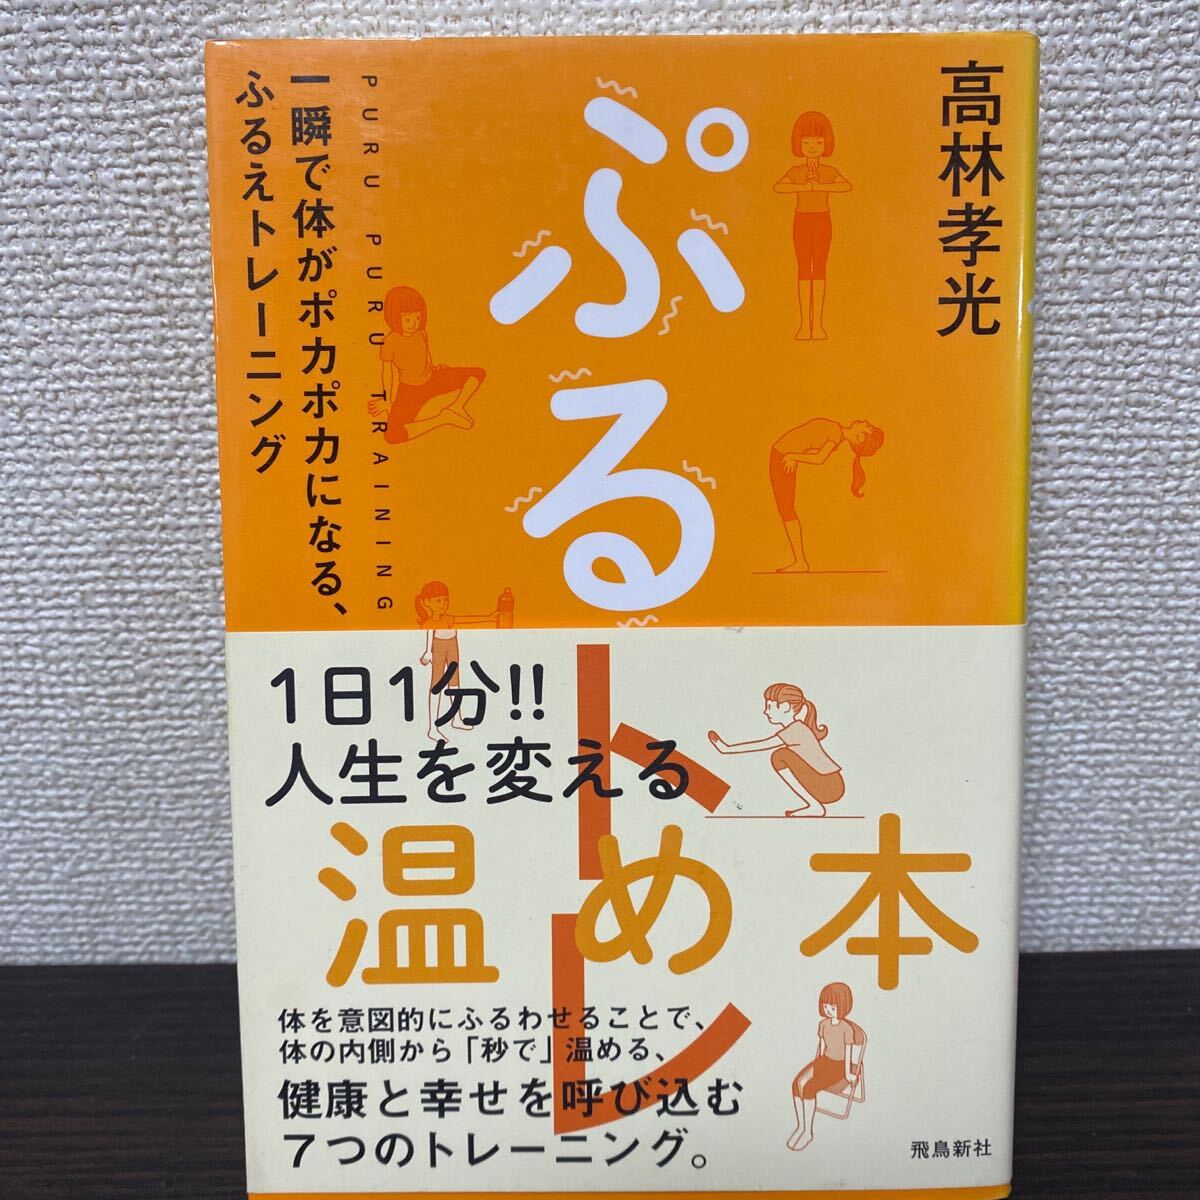 高林孝光
ぷるトレ
PURU PURU TRAINING
一瞬で体がポカポカになる、
ふるえトレーニング
1日1分!!
人生を変える
温め本
体を意図的にふるわせることで、
体の内側から「秒で」温める、
健康と幸せを呼び込む
7つのトレーニング。
飛鳥新社